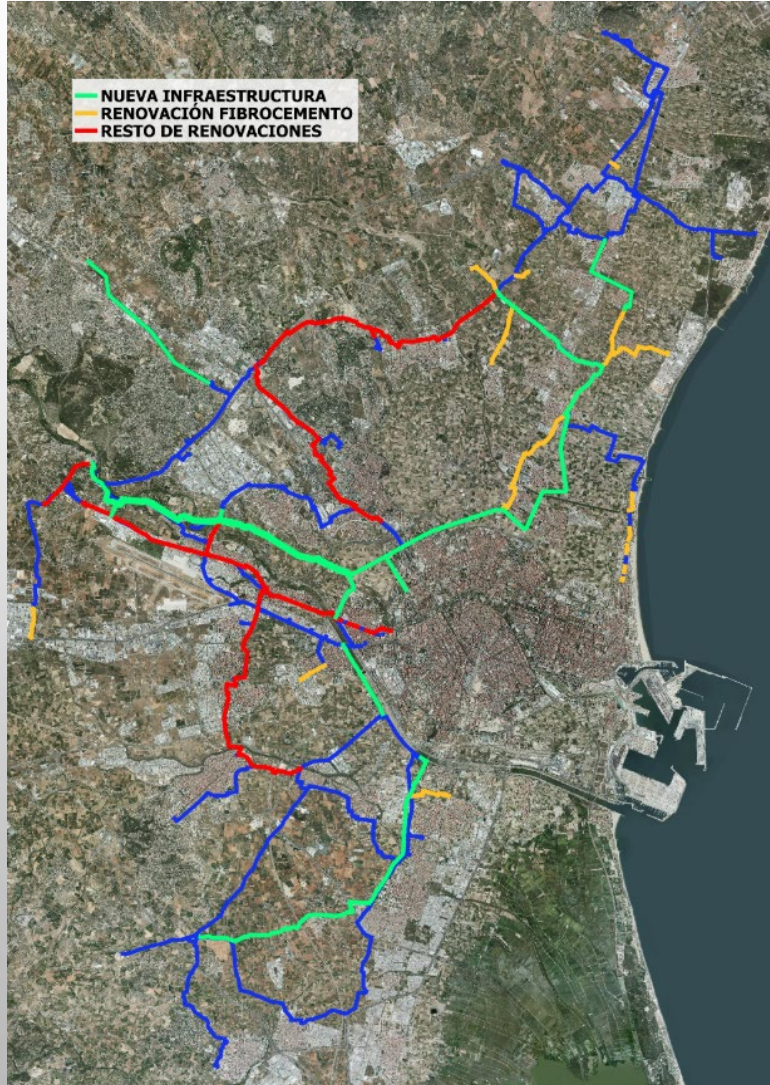 NUEVA INFRAESTRUCTURA
RENOVACIÓN FIBROCEMENTO
RESTO DE RENOVACIONES